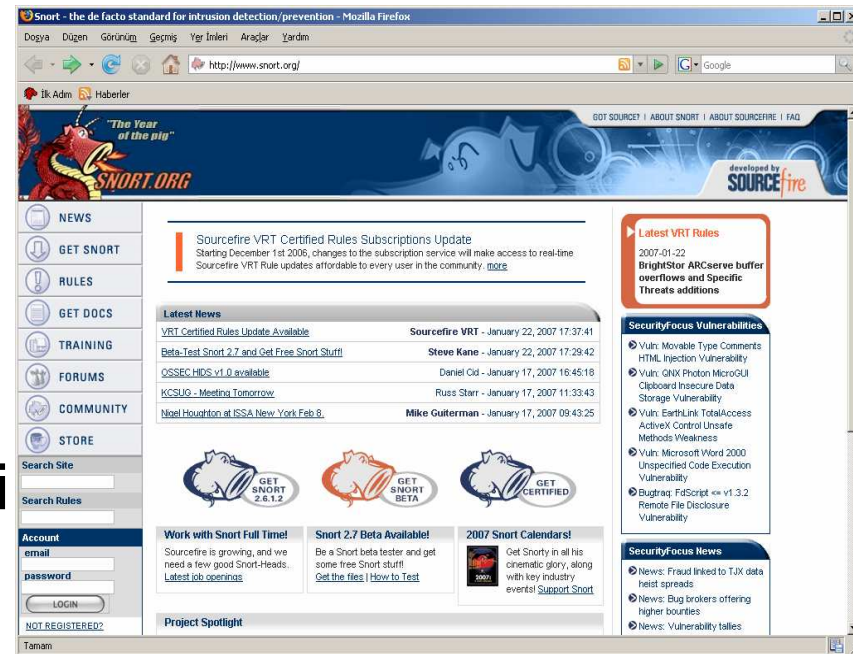 Snort - the de facto standard for intrusion detection/prevention - Mozilla Firefox
Dosya Düzen Görünüm Geçmiş Yer İmleri Araçlar Yardım
http://www.snort.org/
Google
İlk Adım Haberler
"The Year
of the
pig"
SNORT.ORG
GOT SOURCE? | ABOUT SNORT | ABOUT SOURCEFIRE | FAQ
developed by
SOURCEfire
NEWS
GET SNORT
RULES
GET DOCS
TRAINING
FORUMS
COMMUNITY
STORE
Search Site
Search Rules
Account
email
password
LOGIN
NOT REGISTERED?
Sourcefire VRT Certified Rules Subscriptions Update
Starting December 1st 2006, changes to the subscription service will make access to real-time
Sourcefire VRT Rule updates affordable to every user in the community. more
Latest News
VRT Certified Rules Update Available Sourcefire VRT - January 22, 2007 17:37:41
Beta-Test Snort 2.7 and Get Free Snort Stuff! Steve Kane - January 22, 2007 17:29:42
OSSEC HIDS v1.0 available Daniel Cid - January 17, 2007 16:45:18
KCSUG - Meeting Tomorrow Russ Starr - January 17, 2007 11:33:43
Nigel Houghton at ISSA New York Feb 8. Mike Guiterman - January 17, 2007 09:43:25
GET
SNORT
2.6.1.2
GET
SNORT
BETA
GET
CERTIFIED
Work with Snort Full Time!
Sourcefire is growing, and we
need a few good Snort-Heads.
Latest job openings
Snort 2.7 Beta Available!
Be a Snort beta tester and get
some free Snort stuff!
Get the files | How to Test
2007 Snort Calendars!
2007
Get Snorty in all his
cinematic glory, along
with key industry
events! Support Snort
Project Spotlight
Latest VRT Rules
2007-01-22
BrightStor ARCserve buffer
overflows and Specific
Threats additions
SecurityFocus Vulnerabilities
Vuln: Movable Type Comments
HTML Injection Vulnerability
Vuln: QNX Photon MicroGUI
Clipboard Insecure Data
Storage Vulnerability
Vuln: EarthLink TotalAccess
ActiveX Control Unsafe
Methods Weakness
Vuln: Microsoft Word 2000
Unspecified Code Execution
Vulnerability
Bugtraq: FdScript <= v1.3.2
Remote File Disclosure
Vulnerability
SecurityFocus News
News: Fraud linked to TJX data
heist spreads
News: Bug brokers offering
higher bounties
News: Vulnerability tallies
Tamam